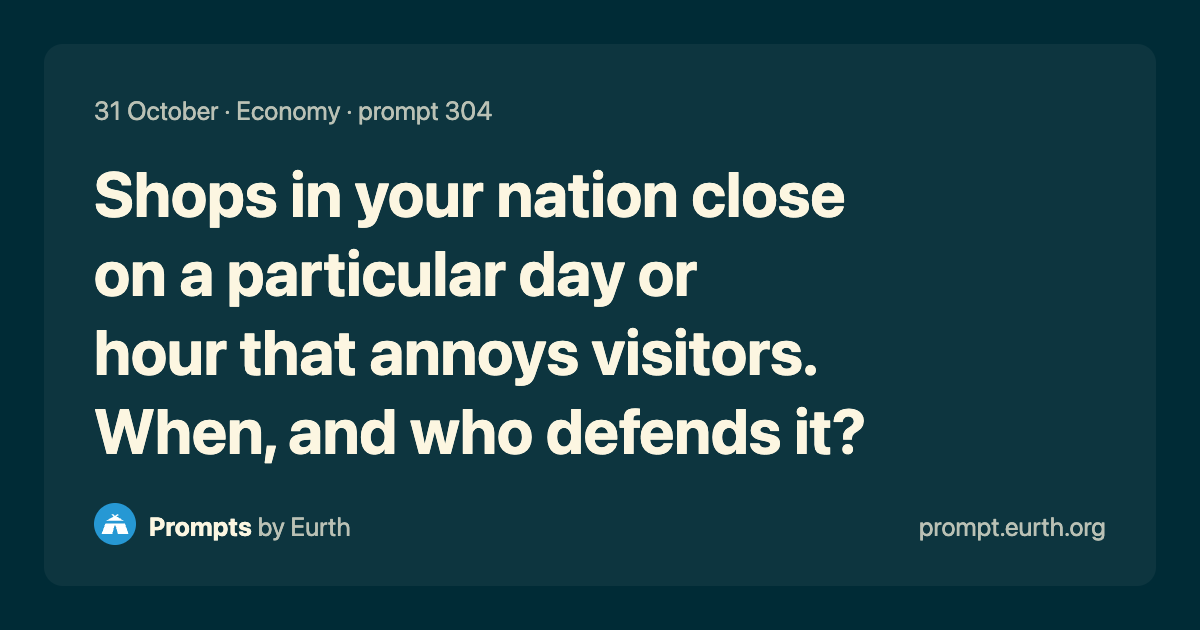 31 October · Economy · prompt 304
Shops in your nation close
on a particular day or
hour that annoys visitors.
When, and who defends it?
Prompts by Eurth
prompt.eurth.org